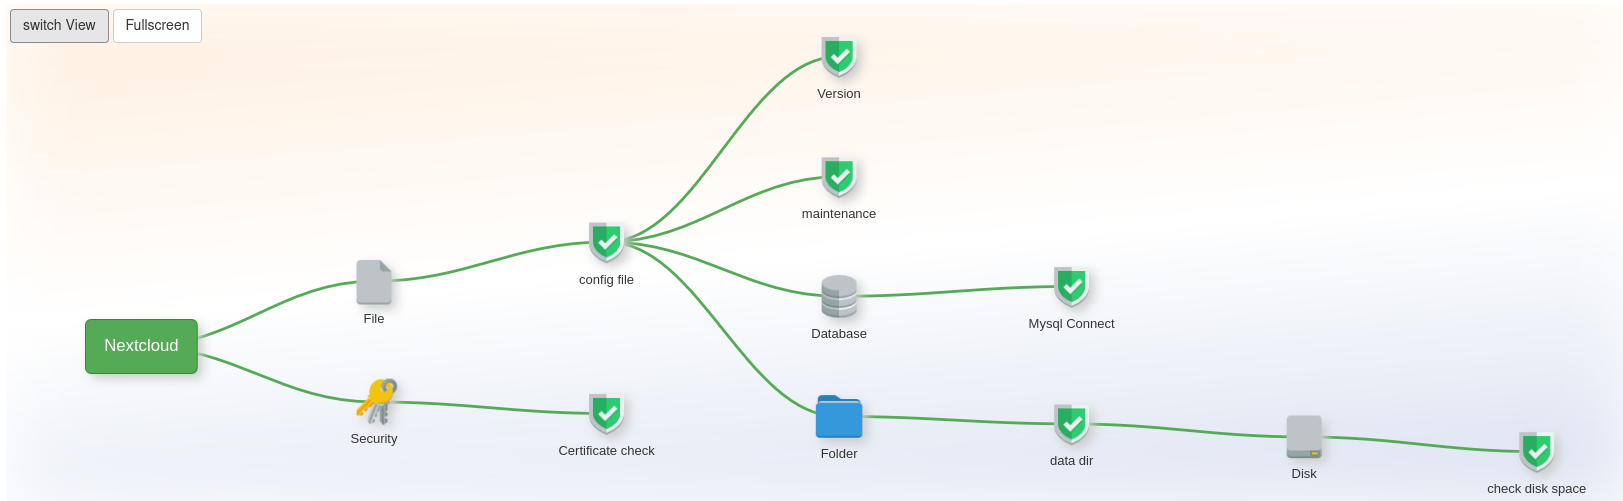 switch View
Fullscreen
Version
maintenance
config file
File
Database
Mysql Connect
Nextcloud
Security
Certificate check
Folder
data dir
Disk
check disk space